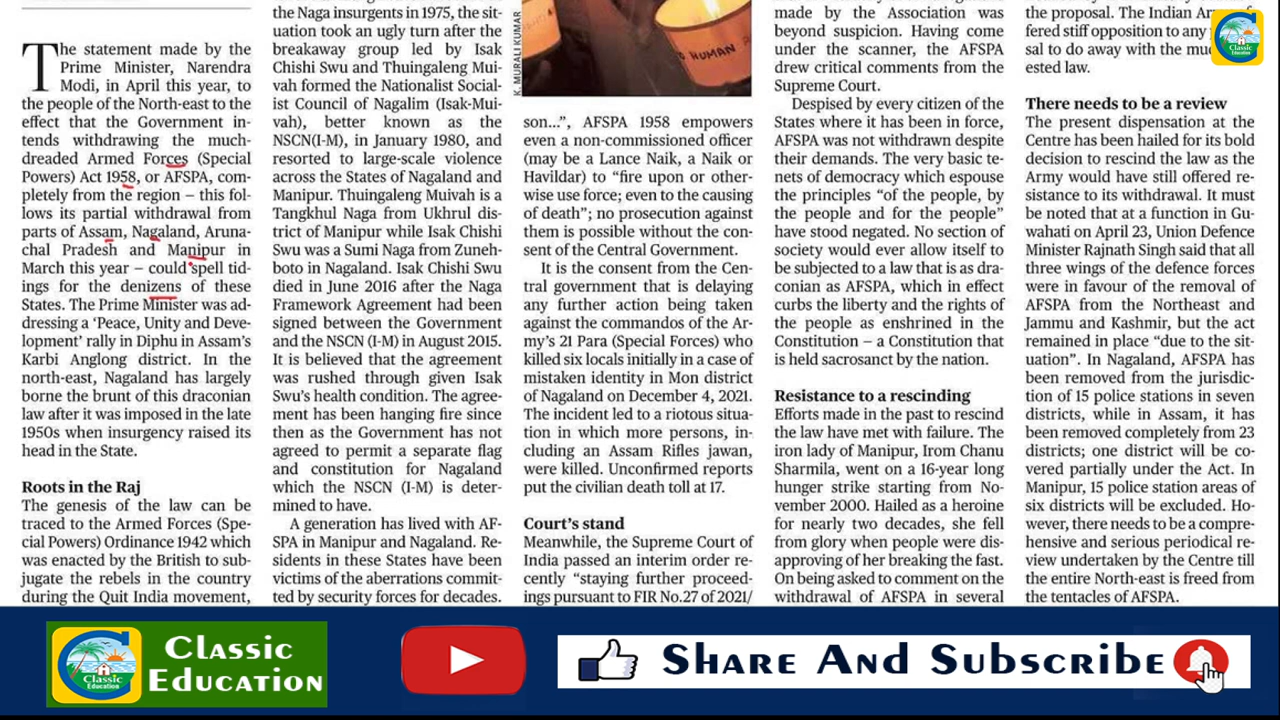 The statement made by the
Prime Minister, Narendra
Modi, in April this year, to
the people of the North-east to the
effect that the Government in-
tends withdrawing the much-
dreaded Armed Forces (Special
Powers) Act 1958, or AFSPA, com-
pletely from the region – this fol-
lows its partial withdrawal from
parts of Assam, Nagaland, Aruna-
chal Pradesh and Manipur in
March this year – could spell tid-
ings for the denizens of these
States. The Prime Minister was ad-
dressing a 'Peace, Unity and Deve-
lopment' rally in Diphu in Assam's
Karbi Anglong district. In the
north-east, Nagaland has largely
borne the brunt of this draconian
law after it was imposed in the late
1950s when insurgency raised its
head in the State.
Roots in the Raj
The genesis of the law can be
traced to the Armed Forces (Spe-
cial Powers) Ordinance 1942 which
was enacted by the British to sub-
jugate the rebels in the country
during the Quit India movement,
the Naga insurgents in 1975, the sit-
uation took an ugly turn after the
breakaway group led by Isak
Chishi Swu and Thuingaleng Mui-
vah formed the Nationalist Social-
ist Council of Nagalim (Isak-Mui-
vah), better known as the
NSCN(I-M), in January 1980, and
resorted to large-scale violence
across the States of Nagaland and
Manipur. Thuingaleng Muivah is a
Tangkhul Naga from Ukhrul dis-
trict of Manipur while Isak Chishi
Swu was a Sumi Naga from Zuneh-
boto in Nagaland. Isak Chishi Swu
died in June 2016 after the Naga
Framework Agreement had been
signed between the Government
and the NSCN (I-M) in August 2015.
It is believed that the agreement
was rushed through given Isak
Swu's health condition. The agree-
ment has been hanging fire since
then as the Government has not
agreed to permit a separate flag
and constitution for Nagaland
which the NSCN (I-M) is deter-
mined to have.
A generation has lived with AF-
SPA in Manipur and Nagaland. Re-
sidents in these States have been
victims of the aberrations commit-
ted by security forces for decades.
K. MURALI KUMAR
HUMAN
son...”, AFSPA 1958 empowers
even a non-commissioned officer
(may be a Lance Naik, a Naik or
Havildar) to “fire upon or other-
wise use force; even to the causing
of death”; no prosecution against
them is possible without the con-
sent of the Central Government.
It is the consent from the Cen-
tral government that is delaying
any further action being taken
against the commandos of the Ar-
my's 21 Para (Special Forces) who
killed six locals initially in a case of
mistaken identity in Mon district
of Nagaland on December 4, 2021.
The incident led to a riotous situa-
tion in which more persons, in-
cluding an Assam Rifles jawan,
were killed. Unconfirmed reports
put the civilian death toll at 17.
Court's stand
Meanwhile, the Supreme Court of
India passed an interim order re-
cently “staying further proceed-
ings pursuant to FIR No.27 of 2021/
made by the Association was
beyond suspicion. Having come
under the scanner, the AFSPA
drew critical comments from the
Supreme Court.
Despised by every citizen of the
States where it has been in force,
AFSPA was not withdrawn despite
their demands. The very basic te-
nets of democracy which espouse
the principles “of the people, by
the people and for the people”
have stood negated. No section of
society would ever allow itself to
be subjected to a law that is as dra-
conian as AFSPA, which in effect
curbs the liberty and the rights of
the people as enshrined in the
Constitution – a Constitution that
is held sacrosanct by the nation.
Resistance to a rescinding
Efforts made in the past to rescind
the law have met with failure. The
iron lady of Manipur, Irom Chanu
Sharmila, went on a 16-year long
hunger strike starting from No-
vember 2000. Hailed as a heroine
for nearly two decades, she fell
from glory when people were dis-
approving of her breaking the fast.
On being asked to comment on the
withdrawal of AFSPA in several
the proposal. The Indian
fered stiff opposition to any
sal to do away with the
ested law.
There needs to be a review
The present dispensation at the
Centre has been hailed for its bold
decision to rescind the law as the
Army would have still offered re-
sistance to its withdrawal. It must
be noted that at a function in Gu-
wahati on April 23, Union Defence
Minister Rajnath Singh said that all
three wings of the defence forces
were in favour of the removal of
AFSPA from the Northeast and
Jammu and Kashmir, but the act
remained in place “due to the sit-
uation”. In Nagaland, AFSPA has
been removed from the jurisdic-
tion of 15 police stations in seven
districts, while in Assam, it has
been removed completely from 23
districts; one district will be co-
vered partially under the Act. In
Manipur, 15 police station areas of
six districts will be excluded. Ho-
wever, there needs to be a compre-
hensive and serious periodical re-
view undertaken by the Centre till
the entire North-east is freed from
the tentacles of AFSPA.
Classic
Education
Classic
Education
Classic
Education
Share And Subscribe